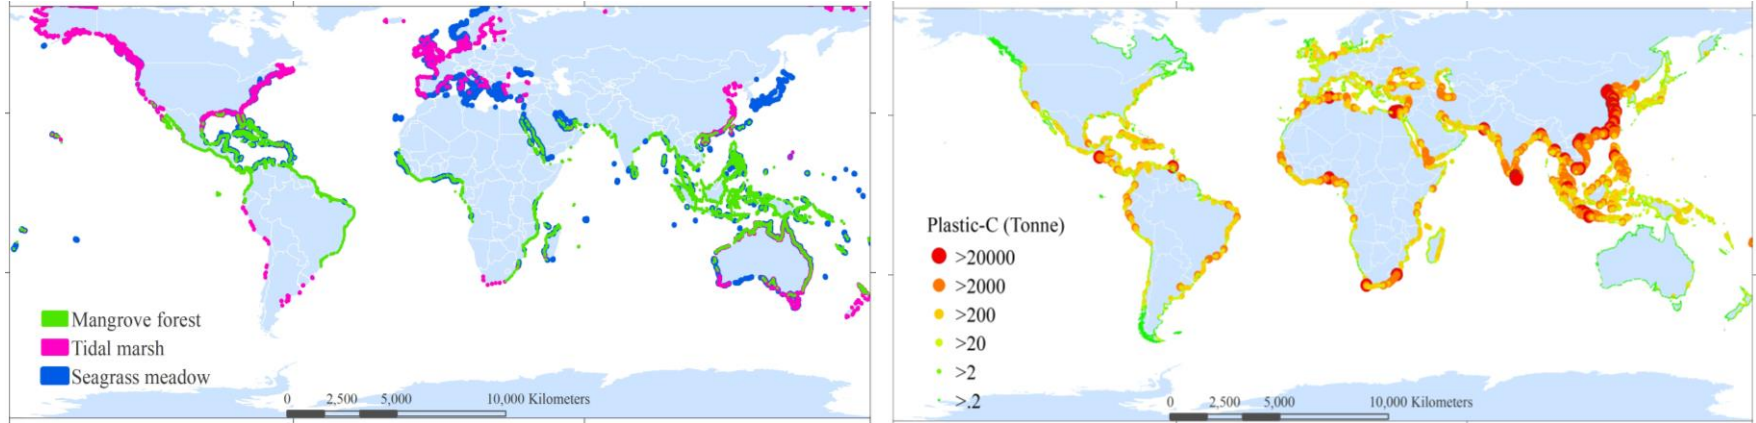 Mangrove forest
Tidal marsh
Seagrass meadow
0 2,500 5,000 10,000 Kilometers
Plastic-C (Tonne)
>20000
>2000
>200
>20
>2
>.2
0 2,500 5,000 10,000 Kilometers